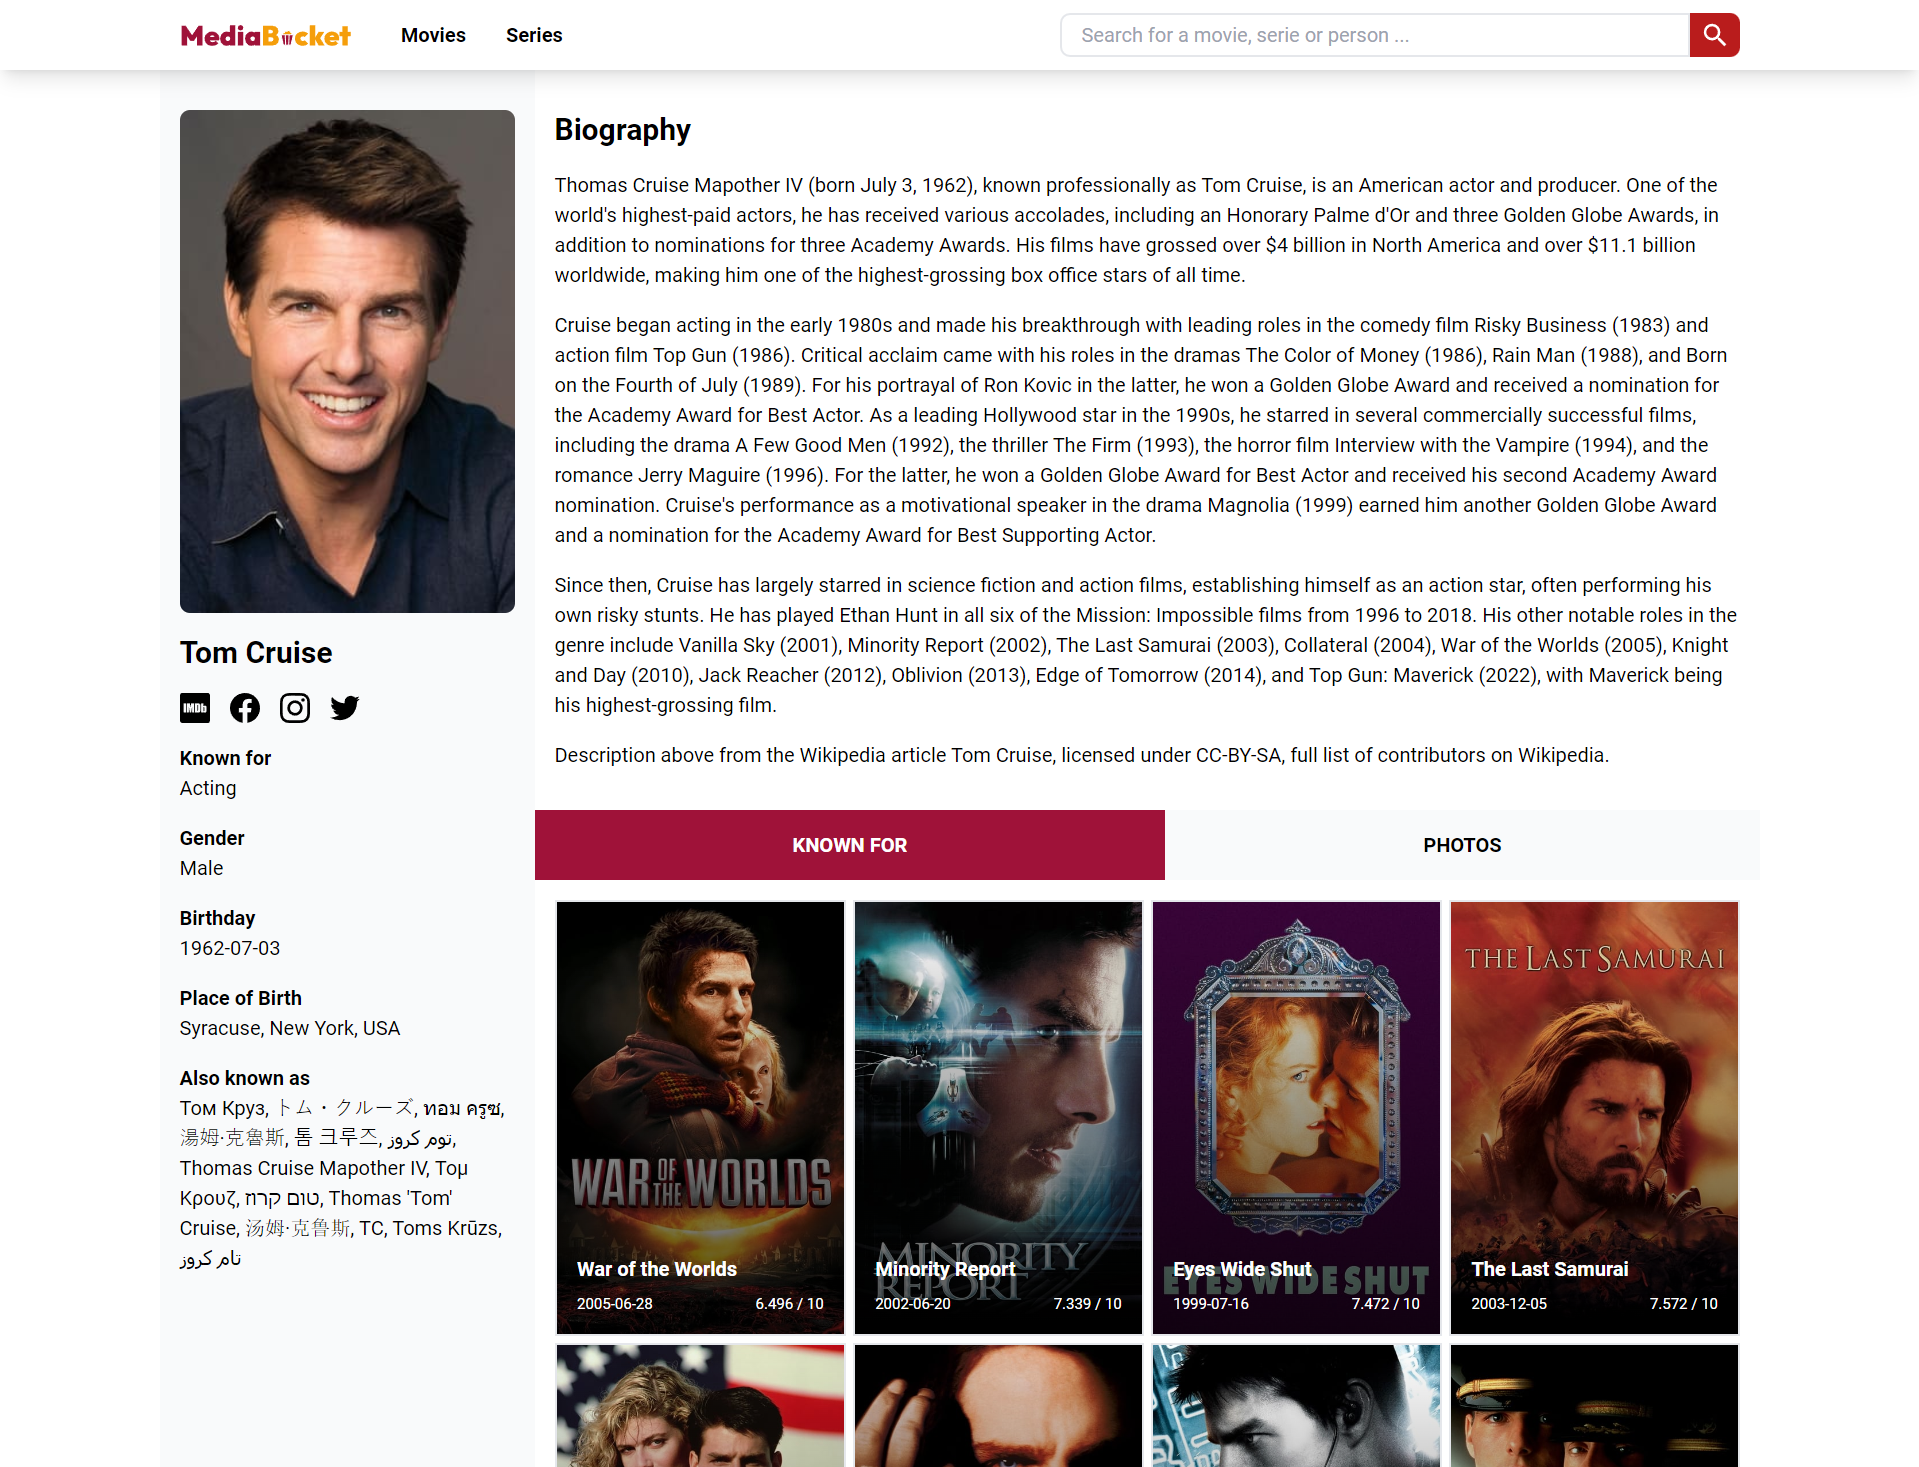 MediaBucket
Movies
Series
Search for a movie, serie or person ...
Biography
Thomas Cruise Mapother IV (born July 3, 1962), known professionally as Tom Cruise, is an American actor and producer. One of the
world's highest-paid actors, he has received various accolades, including an Honorary Palme d'Or and three Golden Globe Awards, in
addition to nominations for three Academy Awards. His films have grossed over $4 billion in North America and over $11.1 billion
worldwide, making him one of the highest-grossing box office stars of all time.
Cruise began acting in the early 1980s and made his breakthrough with leading roles in the comedy film Risky Business (1983) and
action film Top Gun (1986). Critical acclaim came with his roles in the dramas The Color of Money (1986), Rain Man (1988), and Born
on the Fourth of July (1989). For his portrayal of Ron Kovic in the latter, he won a Golden Globe Award and received a nomination for
the Academy Award for Best Actor. As a leading Hollywood star in the 1990s, he starred in several commercially successful films,
including the drama A Few Good Men (1992), the thriller The Firm (1993), the horror film Interview with the Vampire (1994), and the
romance Jerry Maguire (1996). For the latter, he won a Golden Globe Award for Best Actor and received his second Academy Award
nomination. Cruise's performance as a motivational speaker in the drama Magnolia (1999) earned him another Golden Globe Award
and a nomination for the Academy Award for Best Supporting Actor.
Since then, Cruise has largely starred in science fiction and action films, establishing himself as an action star, often performing his
own risky stunts. He has played Ethan Hunt in all six of the Mission: Impossible films from 1996 to 2018. His other notable roles in the
genre include Vanilla Sky (2001), Minority Report (2002), The Last Samurai (2003), Collateral (2004), War of the Worlds (2005), Knight
and Day (2010), Jack Reacher (2012), Oblivion (2013), Edge of Tomorrow (2014), and Top Gun: Maverick (2022), with Maverick being
his highest-grossing film.
Description above from the Wikipedia article Tom Cruise, licensed under CC-BY-SA, full list of contributors on Wikipedia.
Tom Cruise
IMDb
Known for
Acting
Gender
Male
Birthday
1962-07-03
Place of Birth
Syracuse, New York, USA
Also known as
Том Круз, トム・クルーズ, ทอม ครูซ,
湯姆·克魯斯, 톰 크루즈, توم كروز,
Thomas Cruise Mapother IV, Τομ
Κρουζ, טום קרוז, Thomas 'Tom'
Cruise, 汤姆·克鲁斯, TC, Toms Krūzs,
تام کروز
KNOWN FOR
PHOTOS
WAR OF THE WORLDS
War of the Worlds
2005-06-28
6.496 / 10
MINORITY
REPORT
Minority Report
2002-06-20
7.339 / 10
EYES WIDE SHUT
Eyes Wide Shut
1999-07-16
7.472 / 10
THE LAST SAMURAI
The Last Samurai
2003-12-05
7.572 / 10